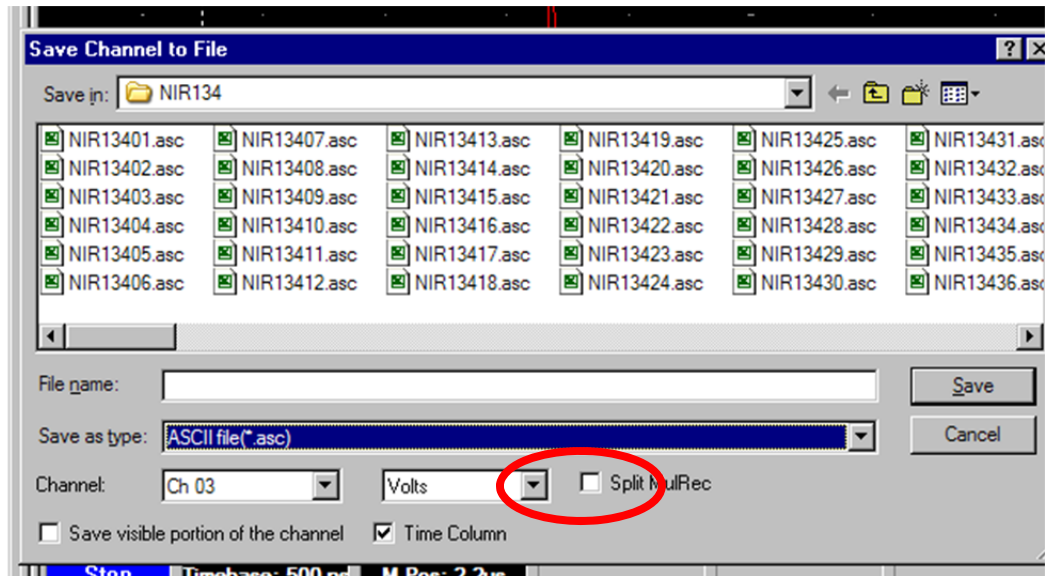 Save Channel to File
Save in: NIR134
NIR13401.asc NIR13407.asc NIR13413.asc NIR13419.asc NIR13425.asc NIR13431.asc
NIR13402.asc NIR13408.asc NIR13414.asc NIR13420.asc NIR13426.asc NIR13432.asc
NIR13403.asc NIR13409.asc NIR13415.asc NIR13421.asc NIR13427.asc NIR13433.asc
NIR13404.asc NIR13410.asc NIR13416.asc NIR13422.asc NIR13428.asc NIR13434.asc
NIR13405.asc NIR13411.asc NIR13417.asc NIR13423.asc NIR13429.asc NIR13435.asc
NIR13406.asc NIR13412.asc NIR13418.asc NIR13424.asc NIR13430.asc NIR13436.asc
File name: Save
Save as type: ASCII file(*.asc) Cancel
Channel: Ch 03 Volts Split MulRec
Save visible portion of the channel Time Column
Stop Timebase: 500 ns M Pos: 2.2us